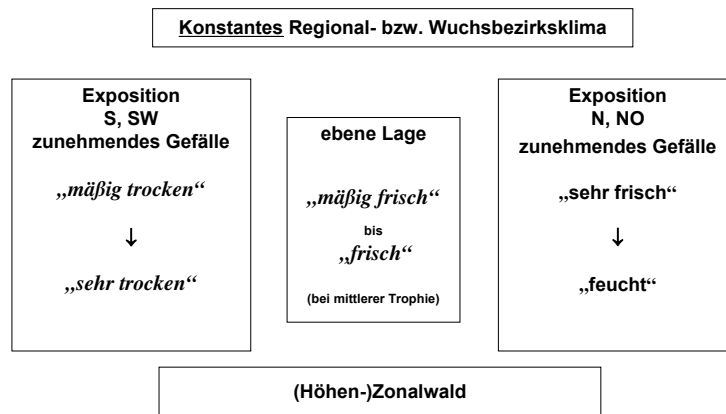 Konstantes Regional- bzw. Wuchsbezirksklima
Exposition
S, SW
zunehmendes Gefälle
„mäßig trocken“
↓
„sehr trocken“
ebene Lage
„mäßig frisch“
bis
„frisch“
(bei mittlerer Trophie)
Exposition
N, NO
zunehmendes Gefälle
„sehr frisch“
↓
„feucht“
(Höhen-)Zonalwald